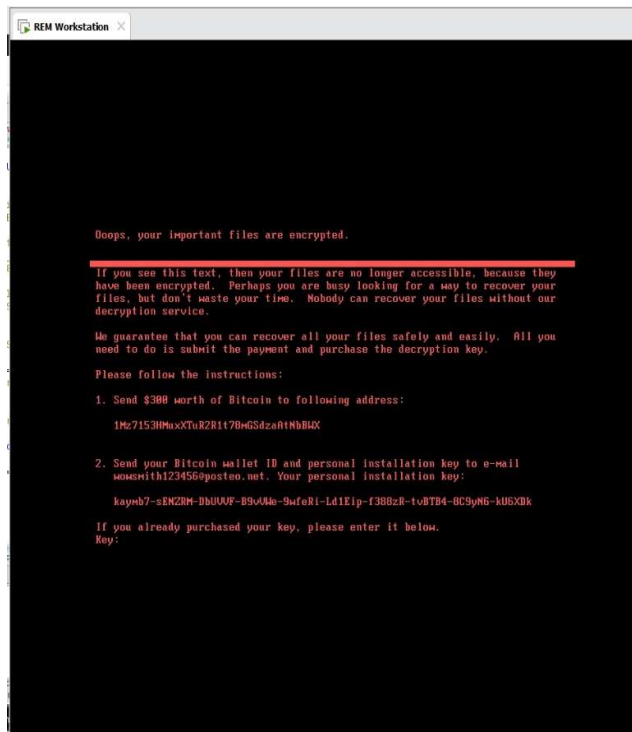 REM Workstation
Ooops, your important files are encrypted.
If you see this text, then your files are no longer accessible, because they
have been encrypted. Perhaps you are busy looking for a way to recover your
files, but don't waste your time. Nobody can recover your files without our
decryption service.
We guarantee that you can recover all your files safely and easily. All you
need to do is submit the payment and purchase the decryption key.
Please follow the instructions:
1. Send $300 worth of Bitcoin to following address:
1Mz7153HMuxXTuR2R1t78mGSdzaAtNbBWX
2. Send your Bitcoin wallet ID and personal installation key to e-mail
wowsmith123456@posteo.net. Your personal installation key:
kaymb7-sENZRM-DbUVVF-B9vVWe-9wfeRi-Ld1Eip-f388zR-tvBTB4-8C9yN6-kU6XDk
If you already purchased your key, please enter it below.
Key: